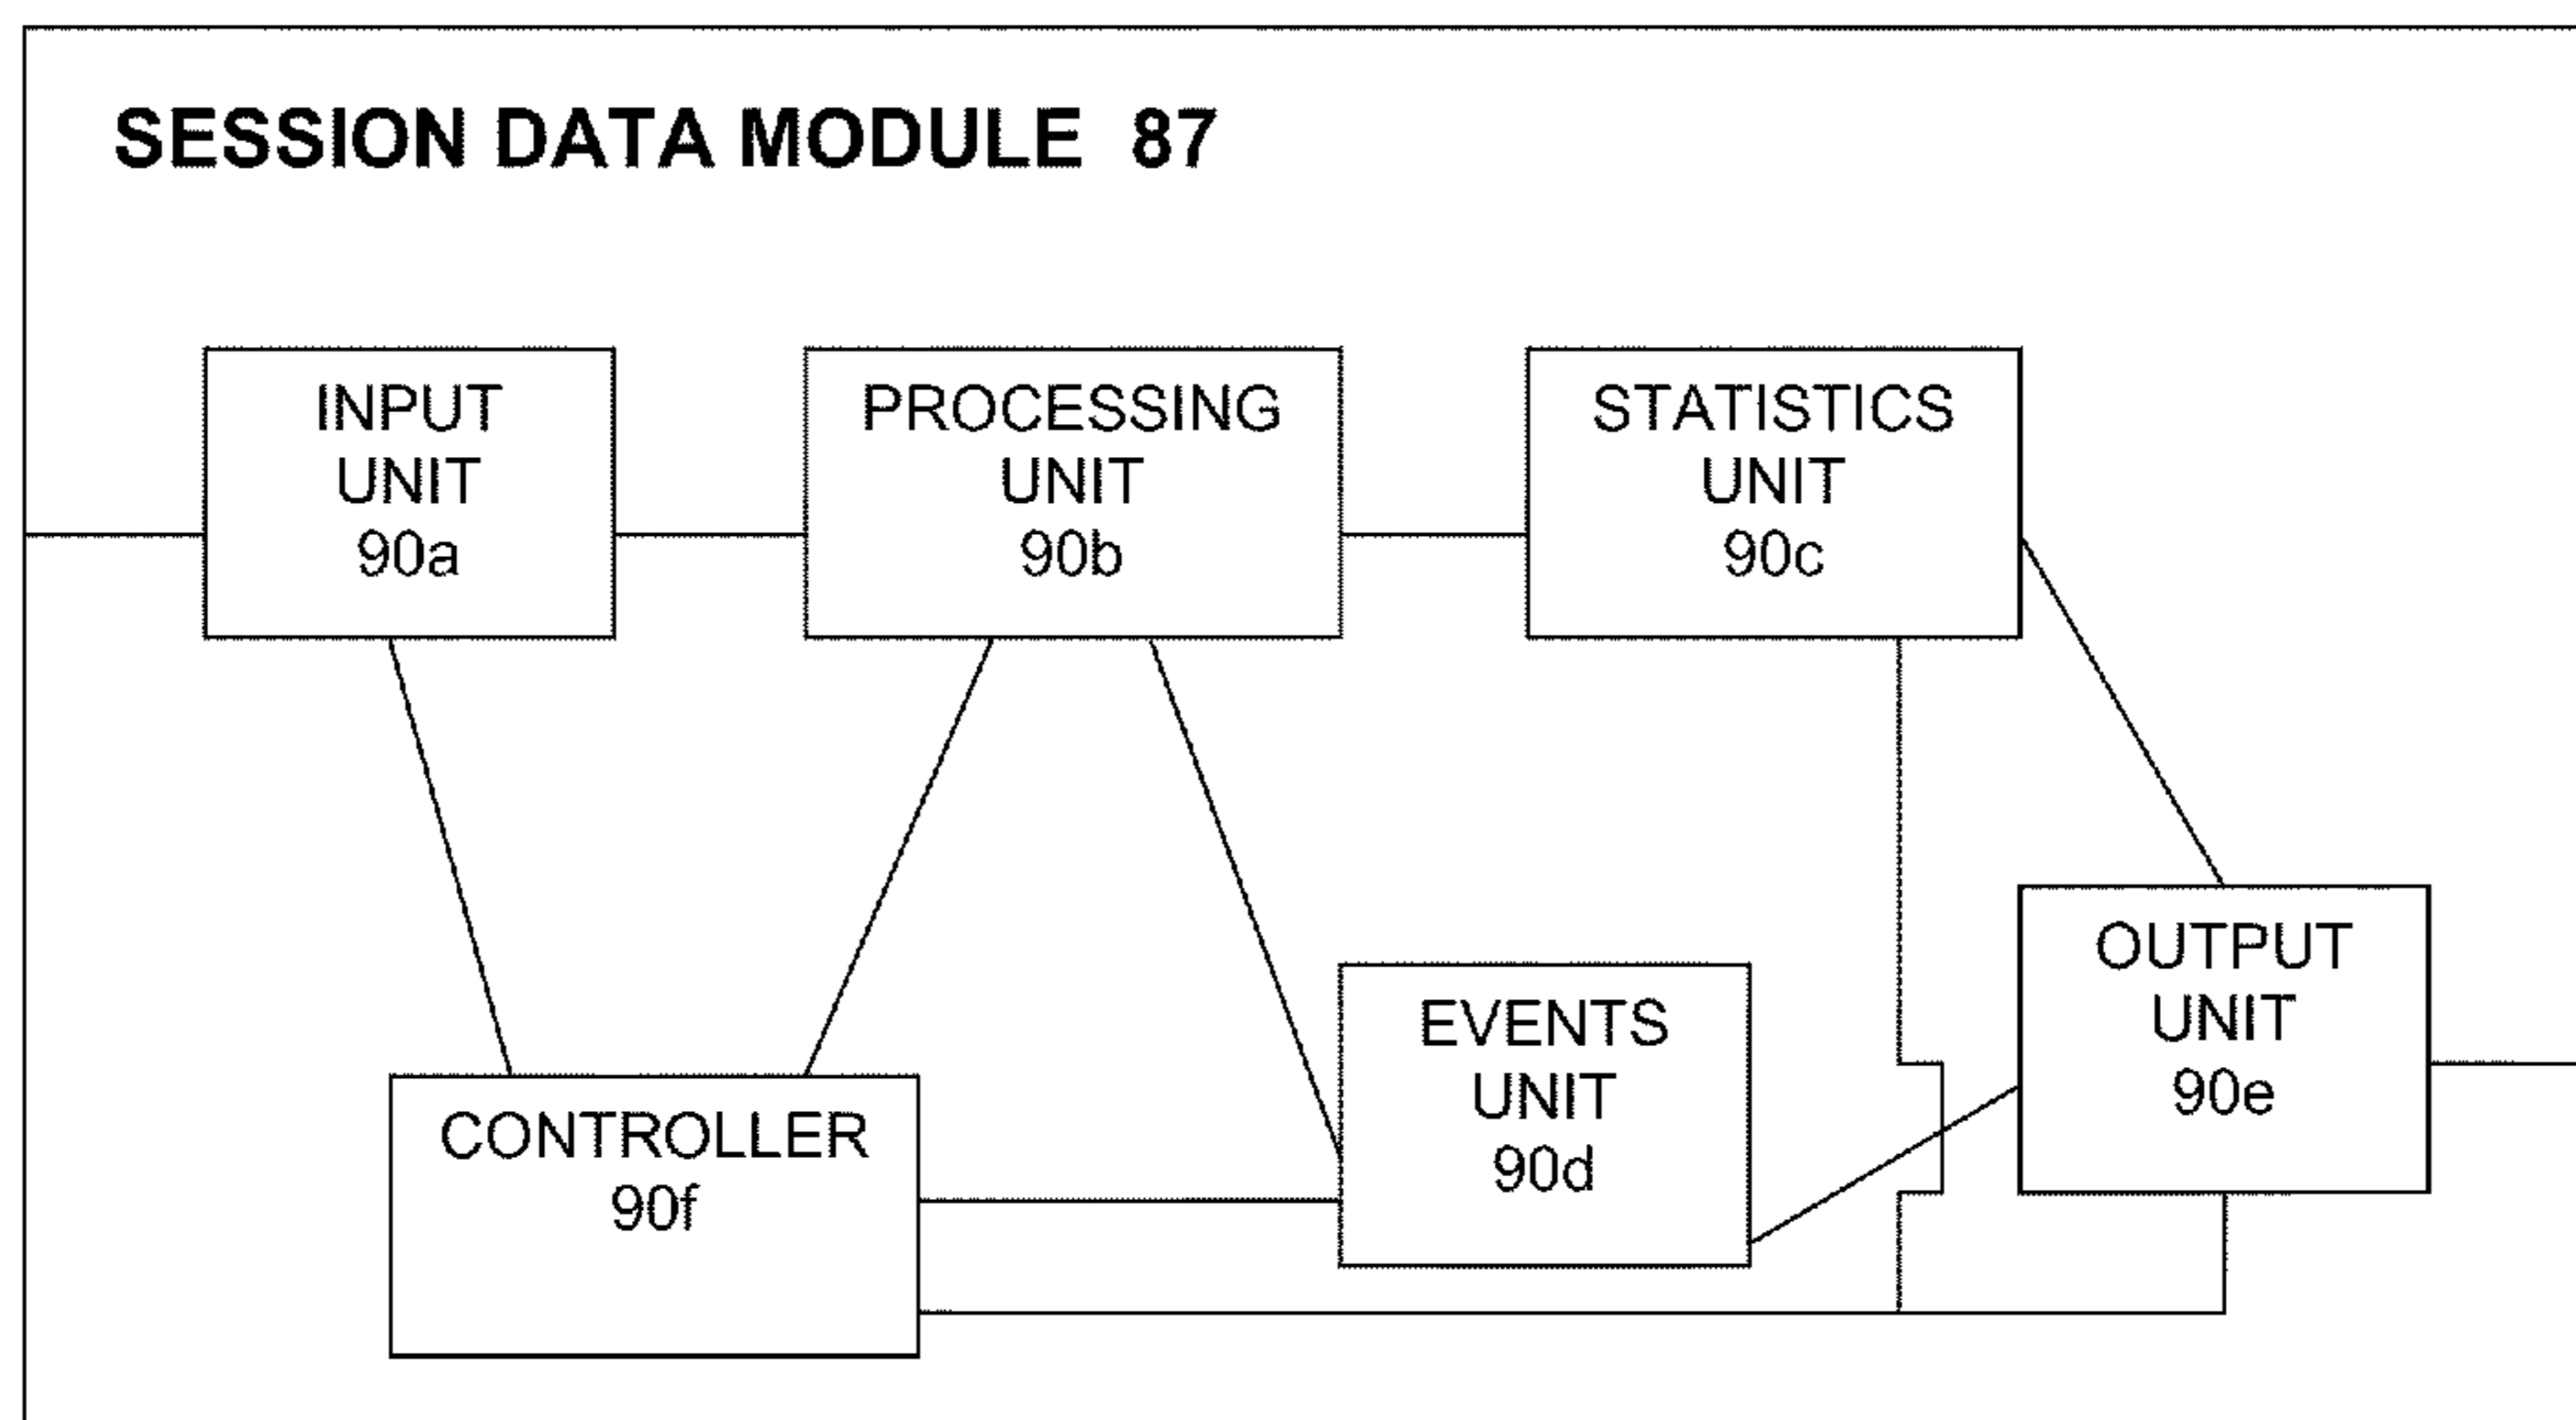 SESSION DATA MODULE 87
INPUT
UNIT
90a
PROCESSING
UNIT
90b
STATISTICS
UNIT
90c
OUTPUT
UNIT
90e
EVENTS
UNIT
90d
CONTROLLER
90f